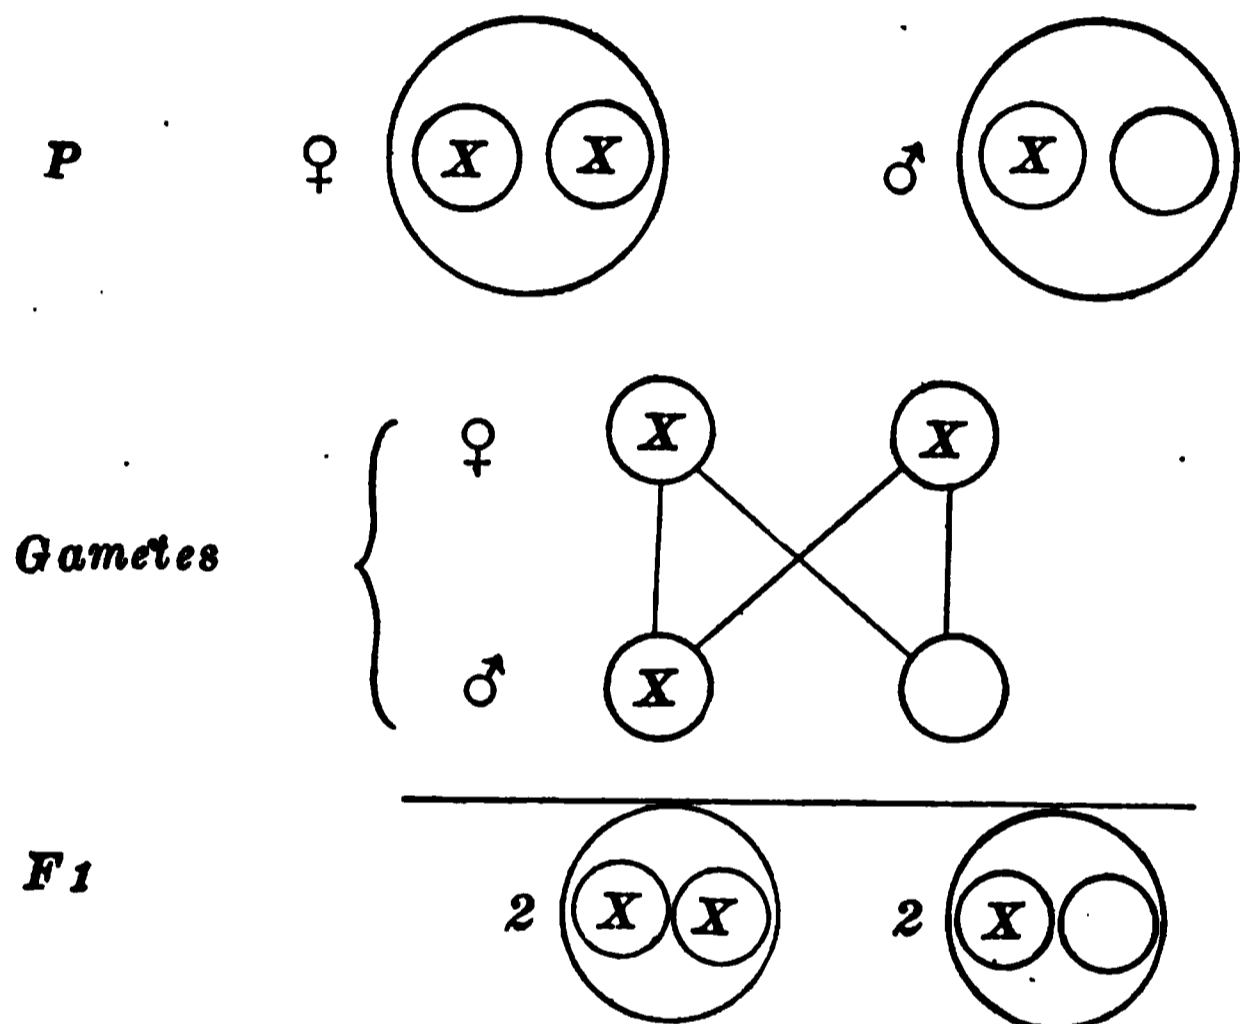 P ♀ X X ♂ X
♀ X X
Gametes
♂ X
F1 2 X X 2 X